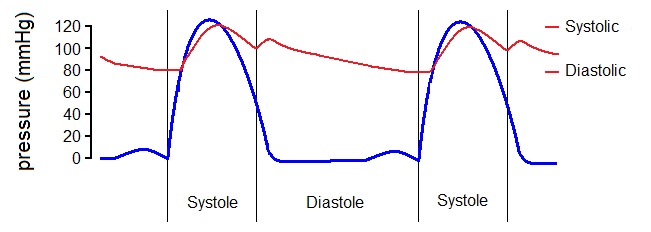 pressure (mmHg)
120
100
80
60
40
20
0
Systolic
Diastolic
Systole
Diastole
Systole